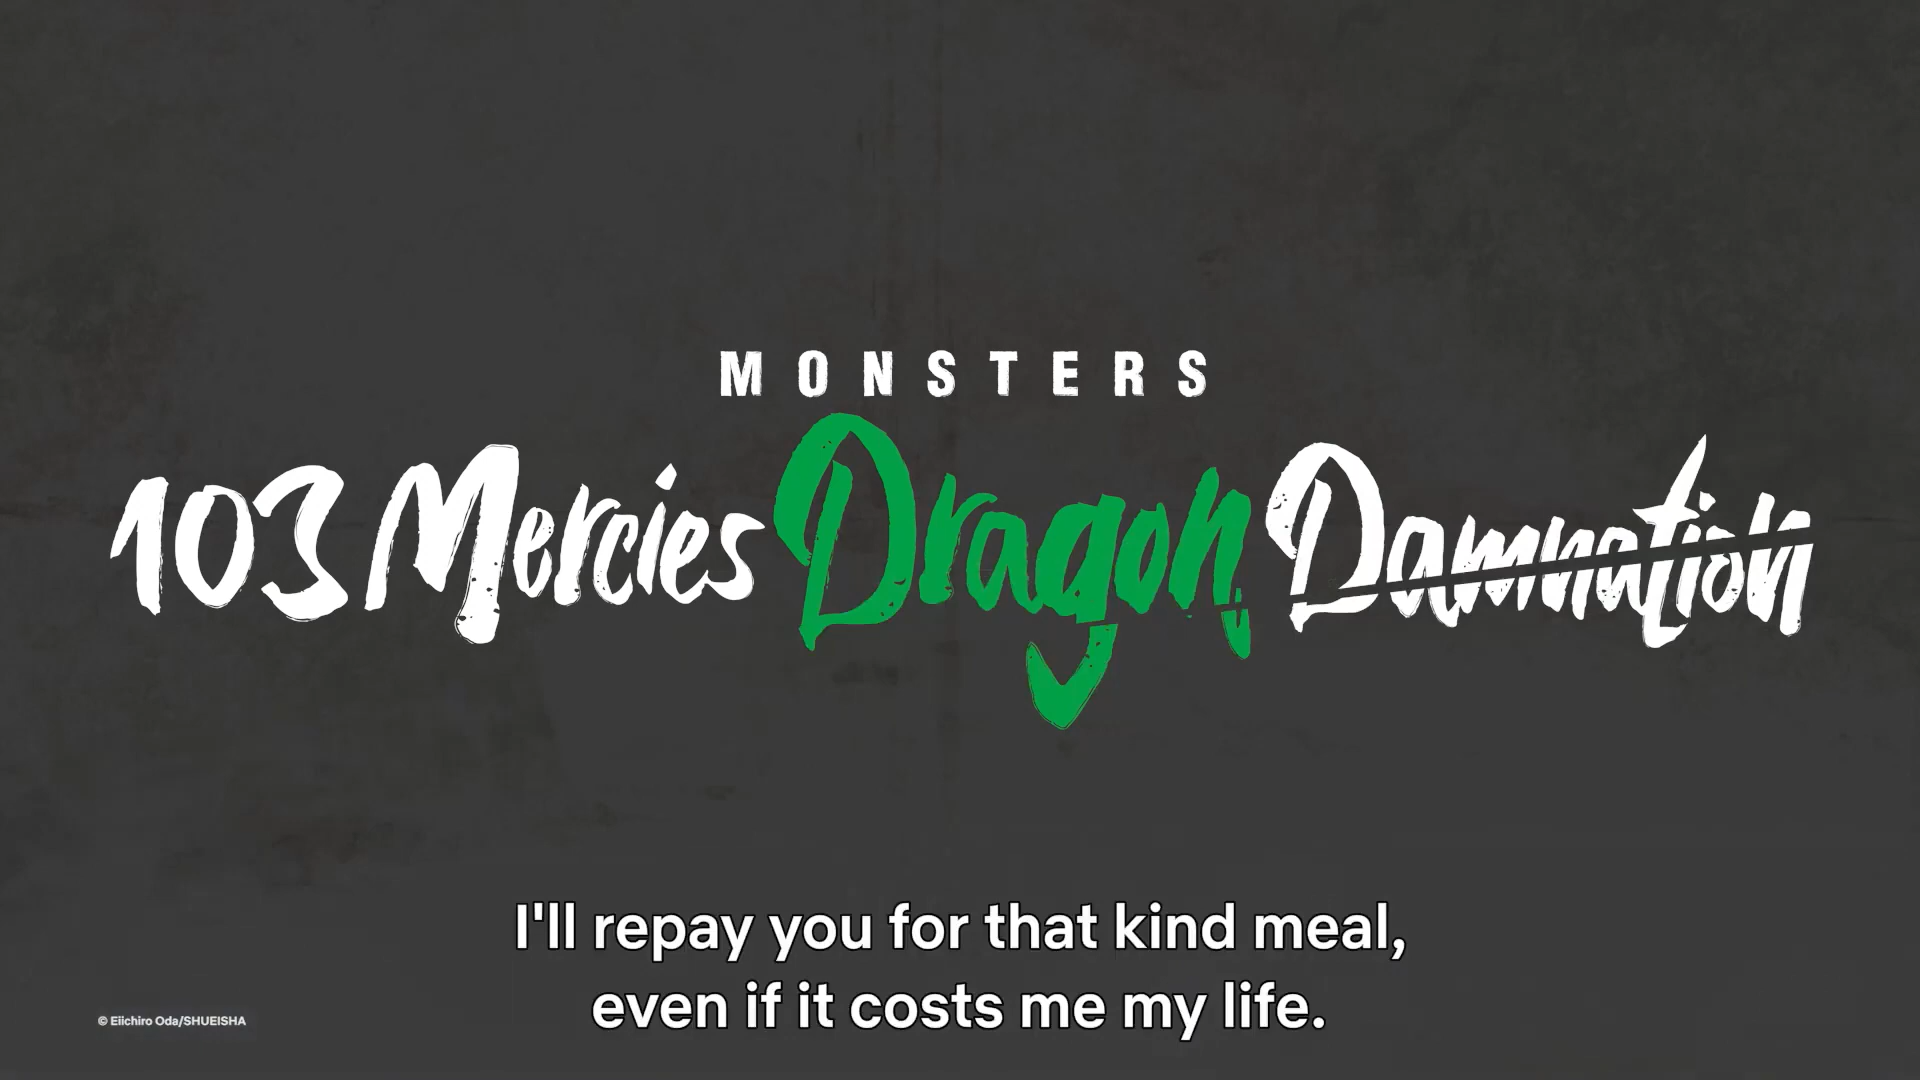 MONSTERS
103 Mercies Dragon Damnation
I'll repay you for that kind meal,
even if it costs me my life.
© Eiichiro Oda/SHUEISHA